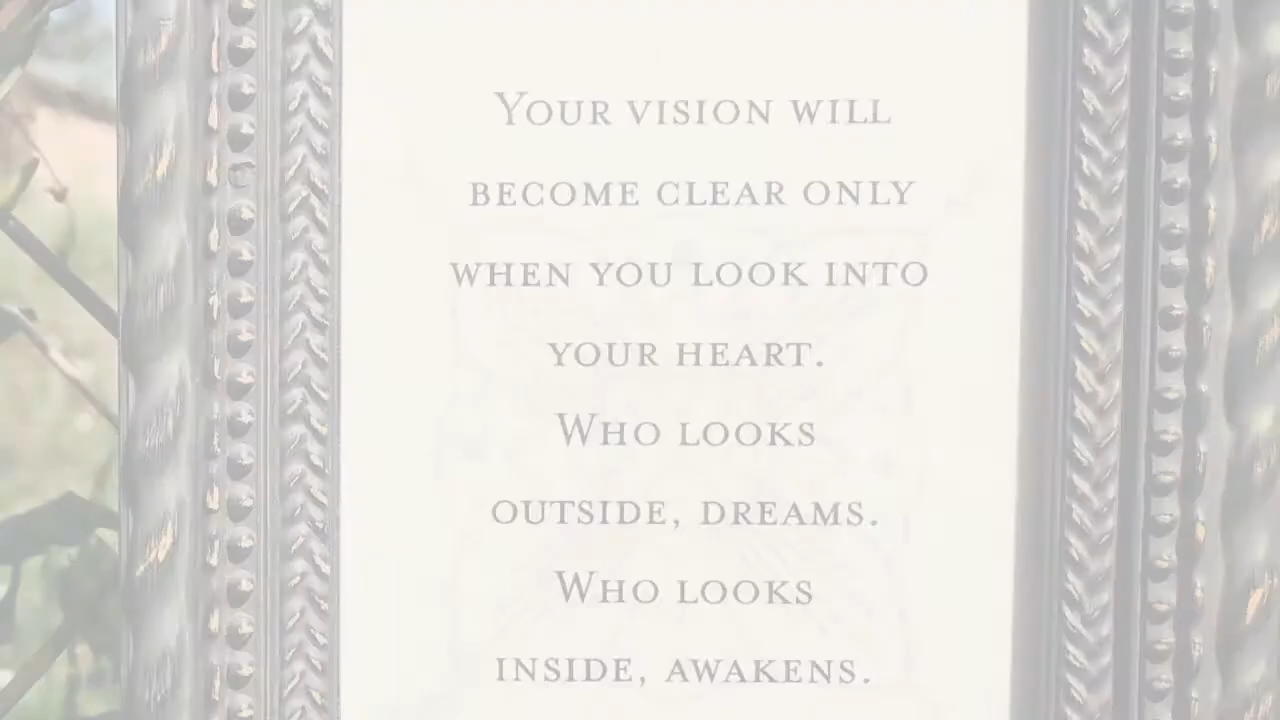 Your vision will
become clear only
when you look into
your heart.
Who looks
outside, dreams.
Who looks
inside, awakens.